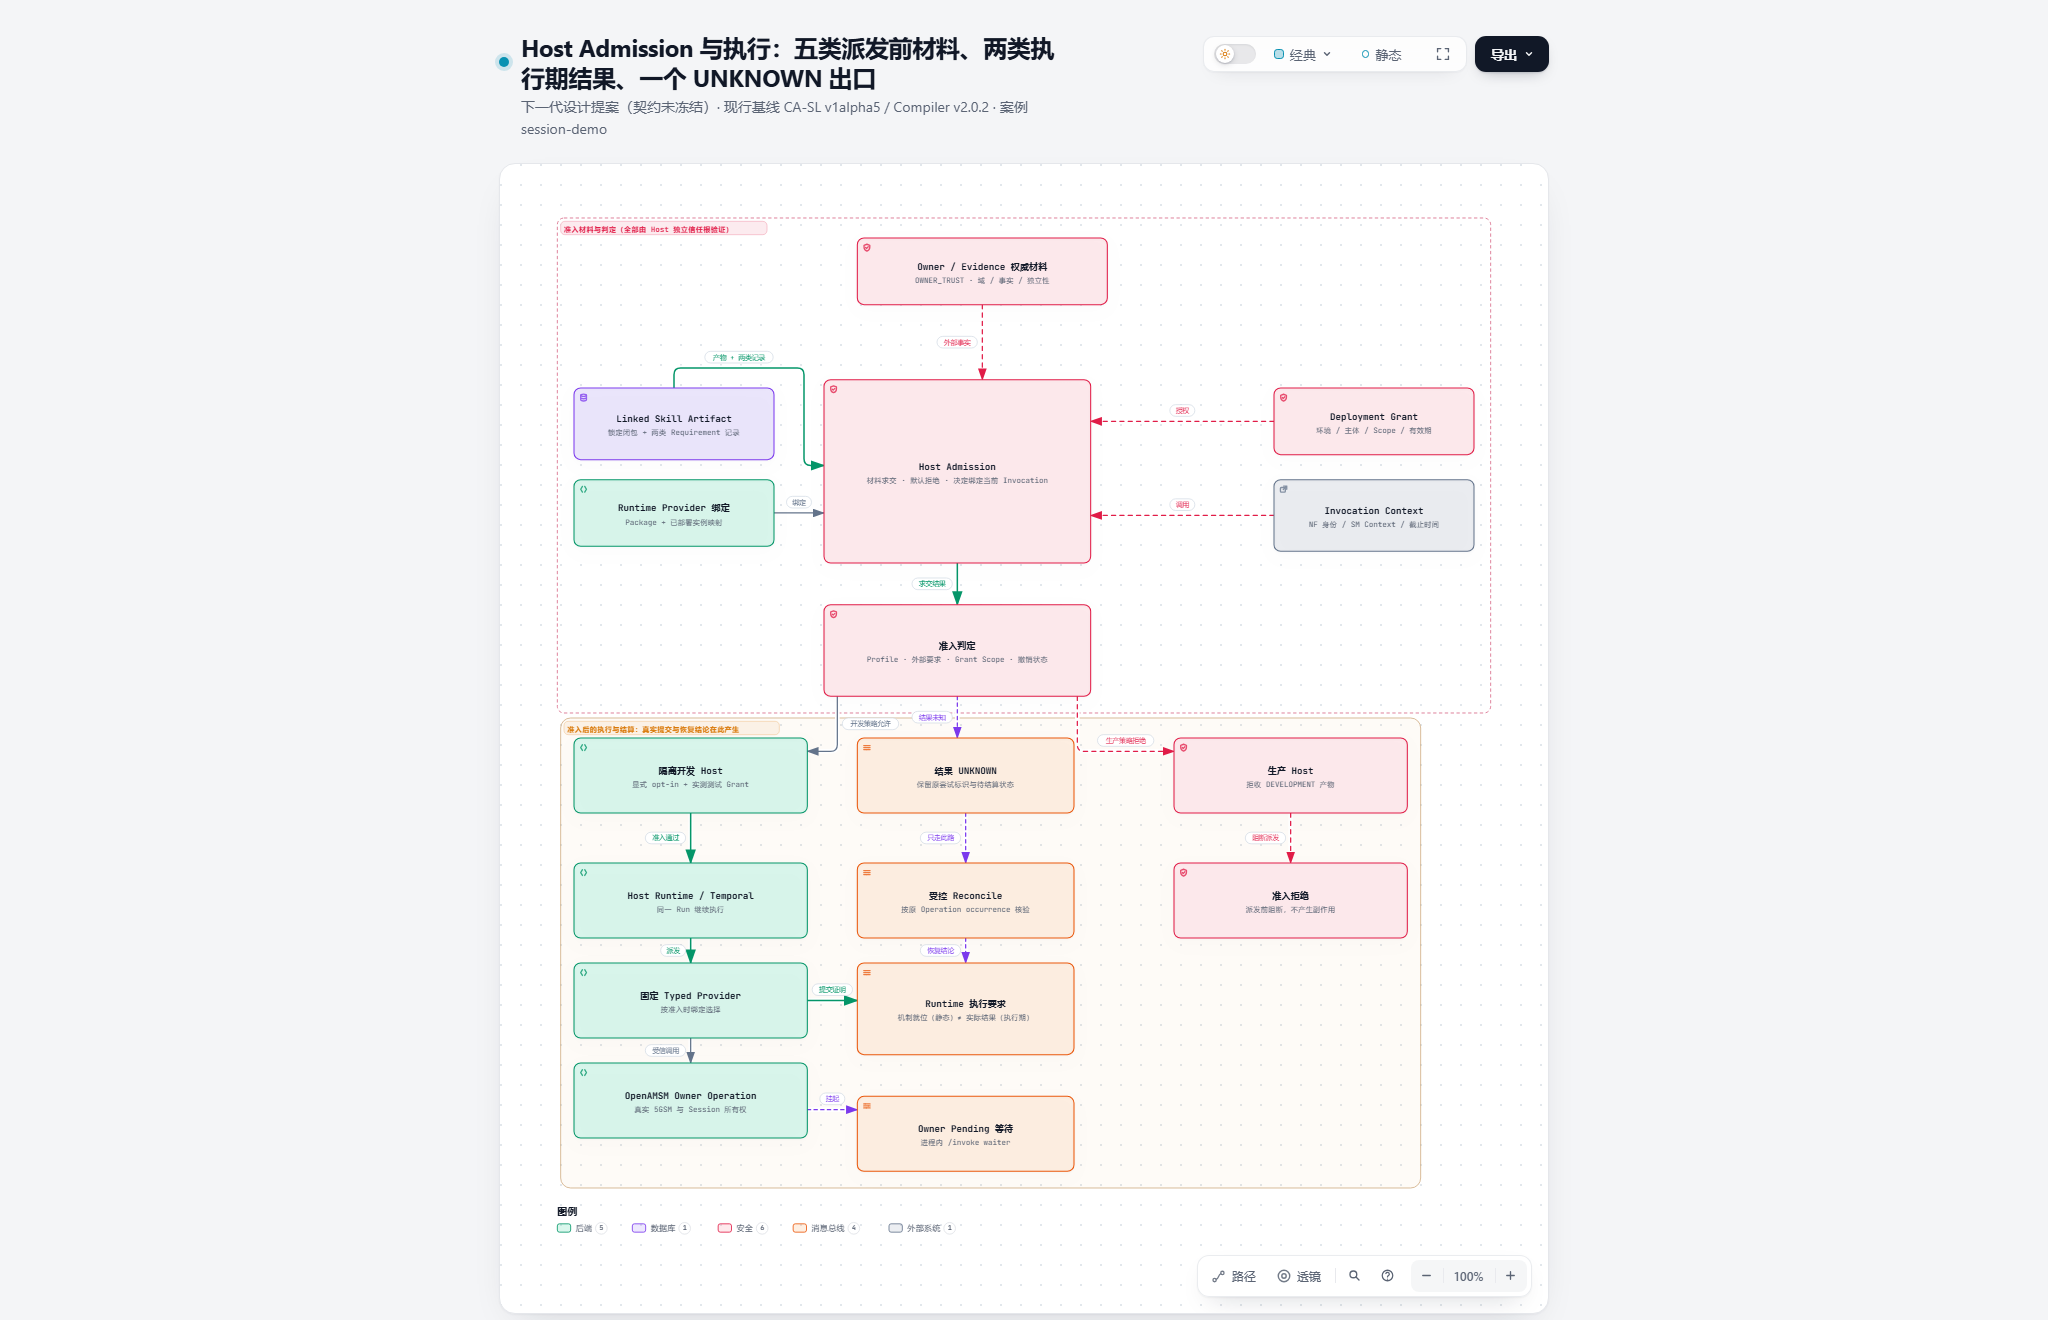 Host Admission 与执行：五类派发前材料、两类执
行期结果、一个 UNKNOWN 出口
下一代设计提案（契约未冻结）· 现行基线 CA-SL v1alpha5 / Compiler v2.0.2 · 案例
session-demo
经典
静态
导出
准入材料与判定（全部由 Host 独立信任根验证）
Owner / Evidence 权威材料
OWNER_TRUST · 域 / 事实 / 独立性
外部事实
产物 + 两类记录
Linked Skill Artifact
锁定闭包 + 两类 Requirement 记录
Runtime Provider 绑定
Package + 已部署实例映射
绑定
Host Admission
材料求交 · 默认拒绝 · 决定绑定当前 Invocation
授权
Deployment Grant
环境 / 主体 / Scope / 有效期
调用
Invocation Context
NF 身份 / SM Context / 截止时间
求交结果
准入判定
Profile · 外部要求 · Grant Scope · 撤销状态
开发策略允许
结果未知
生产策略拒绝
准入后的执行与结算：真实提交与恢复结论在此产生
隔离开发 Host
显式 opt-in + 实测测试 Grant
结果 UNKNOWN
保留原尝试标识与待结算状态
生产 Host
拒收 DEVELOPMENT 产物
准入通过
只走此路
阻断派发
Host Runtime / Temporal
同一 Run 继续执行
受控 Reconcile
按原 Operation occurrence 核验
准入拒绝
派发前阻断，不产生副作用
派发
恢复结论
固定 Typed Provider
按准入时绑定选择
提交证明
Runtime 执行要求
机制就位（静态）≠ 实际结果（执行期）
受信调用
OpenAMSM Owner Operation
真实 5GSM 与 Session 所有权
挂起
Owner Pending 等待
进程内 /invoke waiter
图例
后端 5 数据库 1 安全 6 消息总线 4 外部系统 1
路径 透镜 100%